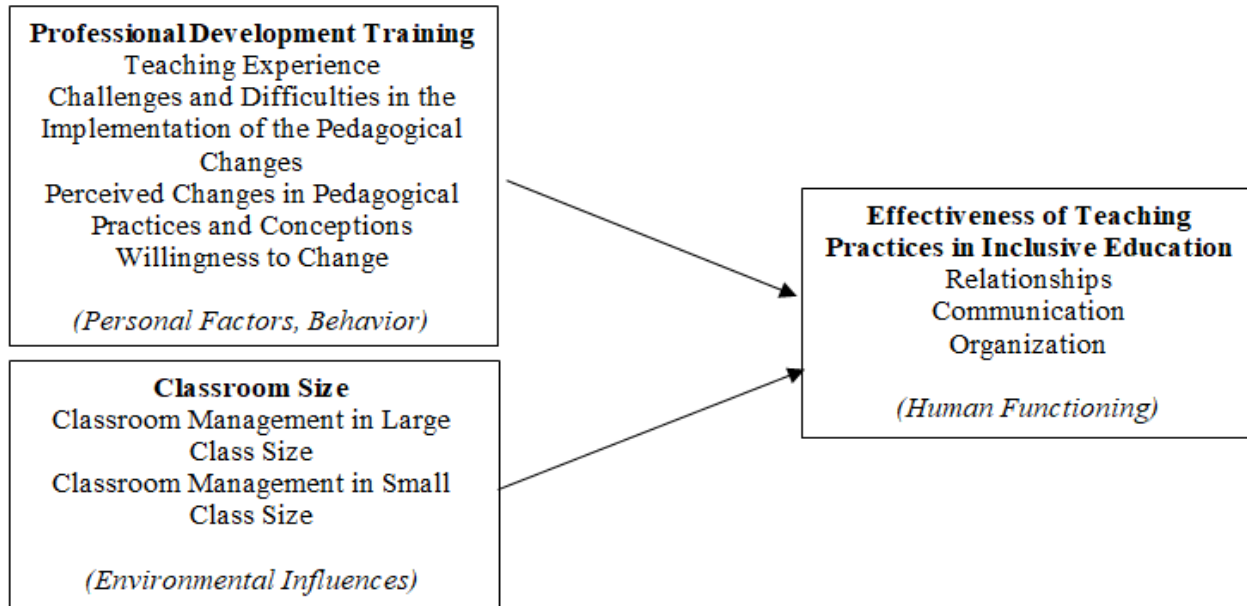 Professional Development Training
Teaching Experience
Challenges and Difficulties in the
Implementation of the Pedagogical
Changes
Perceived Changes in Pedagogical
Practices and Conceptions
Willingness to Change
(Personal Factors, Behavior)
Classroom Size
Classroom Management in Large
Class Size
Classroom Management in Small
Class Size
(Environmental Influences)
Effectiveness of Teaching
Practices in Inclusive Education
Relationships
Communication
Organization
(Human Functioning)